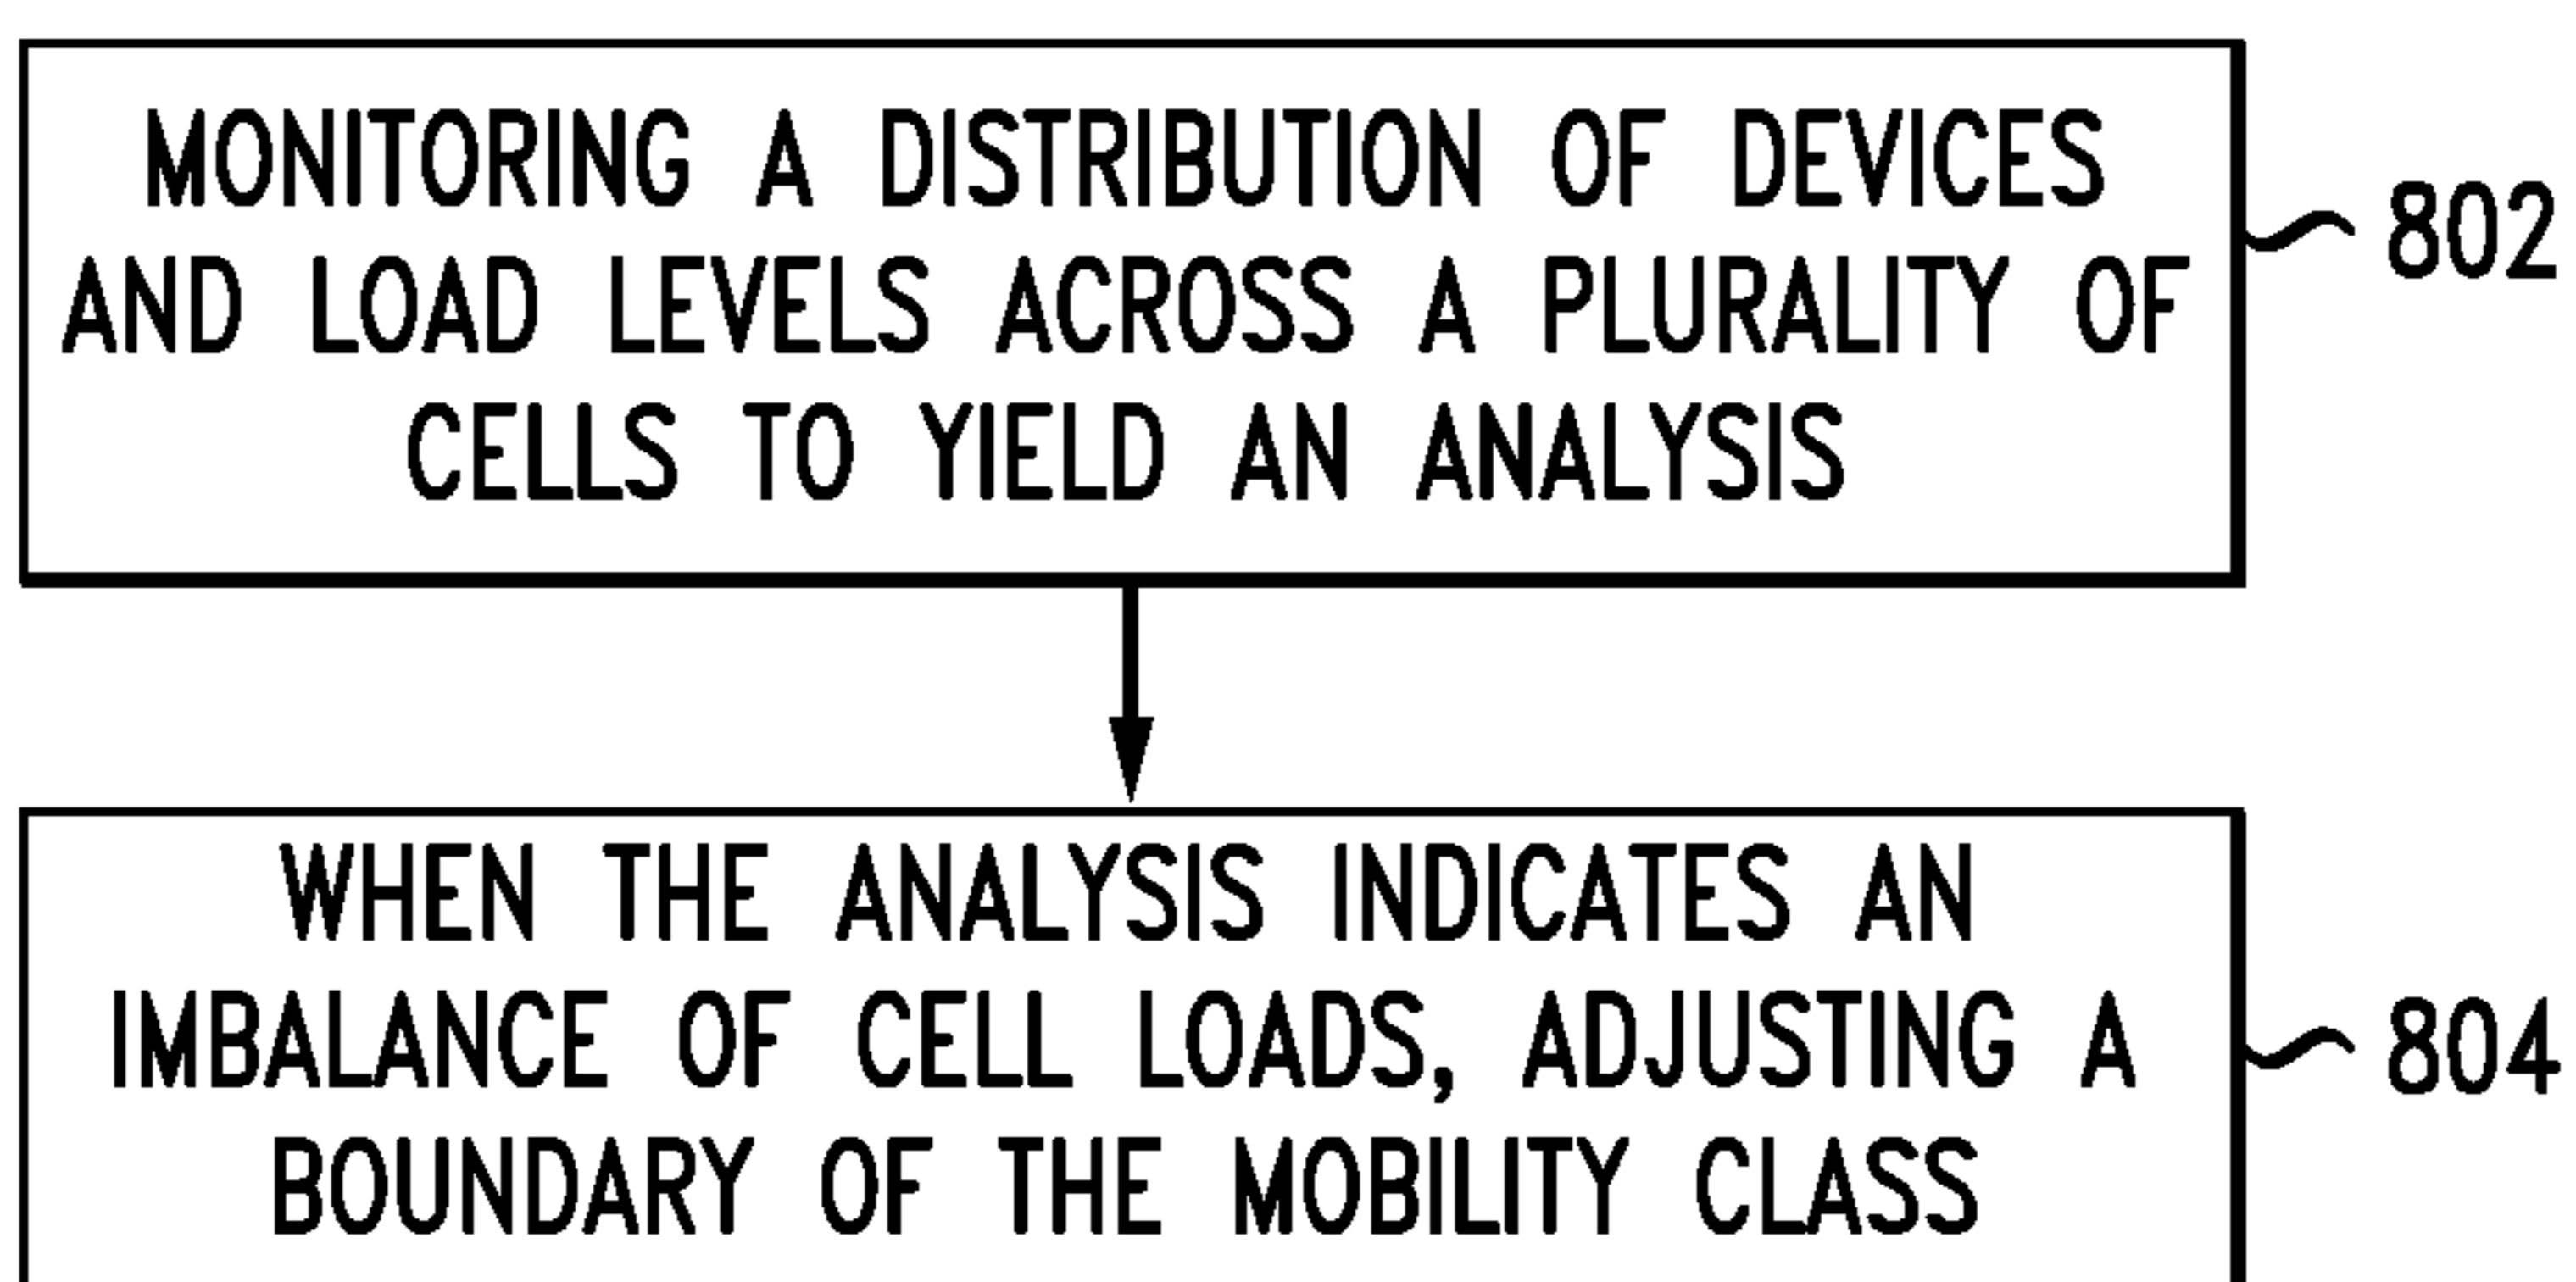 MONITORING A DISTRIBUTION OF DEVICES
AND LOAD LEVELS ACROSS A PLURALITY OF
CELLS TO YIELD AN ANALYSIS
802
WHEN THE ANALYSIS INDICATES AN
IMBALANCE OF CELL LOADS, ADJUSTING A
BOUNDARY OF THE MOBILITY CLASS
804